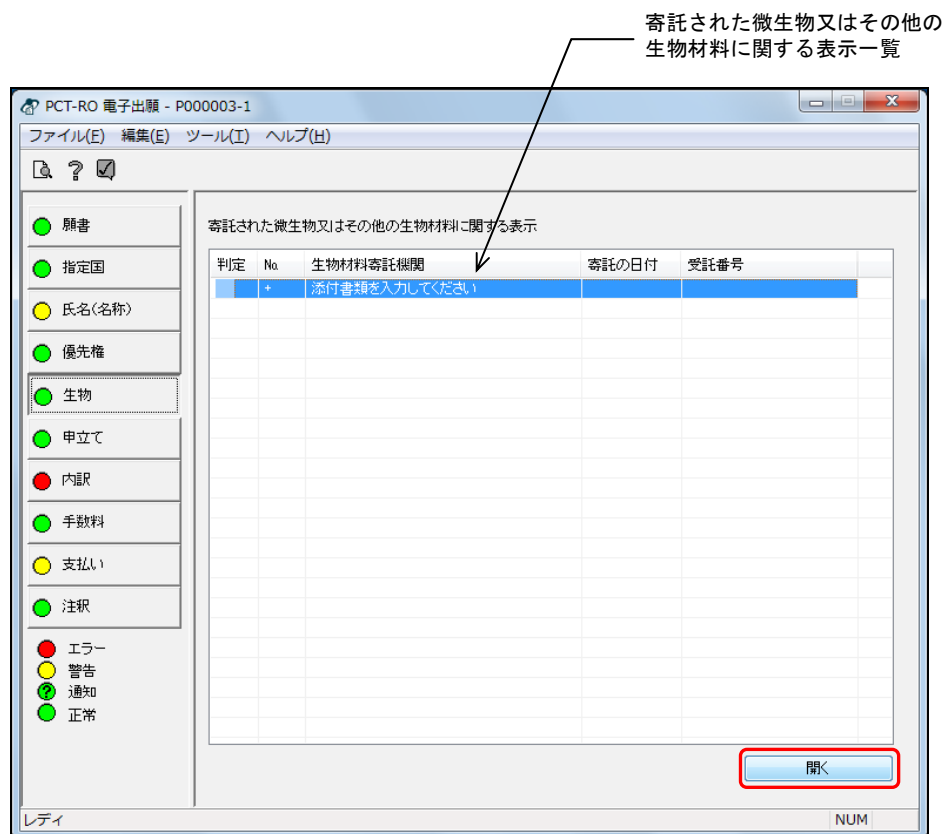 寄託された微生物又はその他の
生物材料に関する表示一覧
PCT-RO 電子出願 - P000003-1
ファイル(F) 編集(E) ツール(T) ヘルプ(H)
寄託された微生物又はその他の生物材料に関する表示
判定 No. 生物材料寄託機関 寄託の日付 受託番号
+ 添付書類を入力してください
願書
指定国
氏名(名称)
優先権
生物
申立て
内訳
手数料
支払い
注釈
エラー
警告
? 通知
正常
開く
レディ NUM